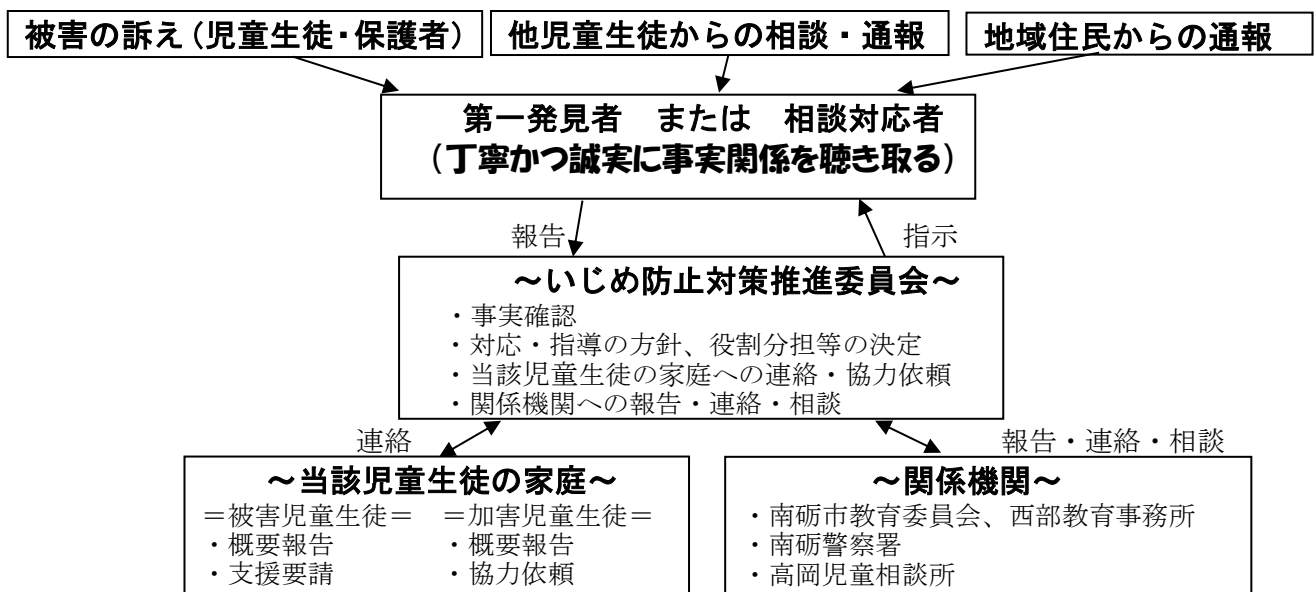 被害の訴え(児童生徒・保護者)
他児童生徒からの相談・通報
地域住民からの通報
第一発見者　または　相談対応者
(丁寧かつ誠実に事実関係を聴き取る)
報告
指示
～いじめ防止対策推進委員会～
・事実確認
・対応・指導の方針、役割分担等の決定
・当該児童生徒の家庭への連絡・協力依頼
・関係機関への報告・連絡・相談
連絡
報告・連絡・相談
～当該児童生徒の家庭～
＝被害児童生徒＝　＝加害児童生徒＝
・概要報告　・概要報告
・支援要請　・協力依頼
～関係機関～
・南砺市教育委員会、西部教育事務所
・南砺警察署
・高岡児童相談所